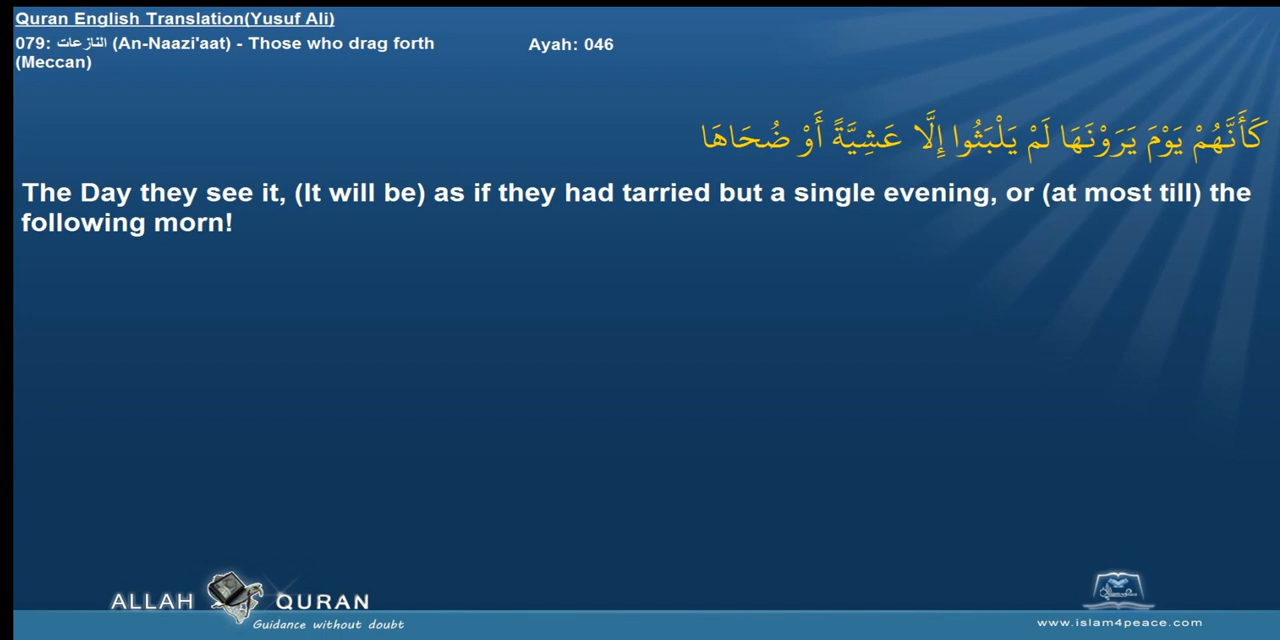 Quran English Translation(Yusuf Ali)
079: النازعات (An-Naazi'aat) - Those who drag forth
(Meccan)
Ayah: 046
كَأَنَّهُمْ يَوْمَ يَرَوْنَهَا لَمْ يَلْبَثُوا إِلَّا عَشِيَّةً أَوْ ضُحَاهَا
The Day they see it, (It will be) as if they had tarried but a single evening, or (at most till) the
following morn!
ALLAH QURAN
Guidance without doubt
www.islam4peace.com